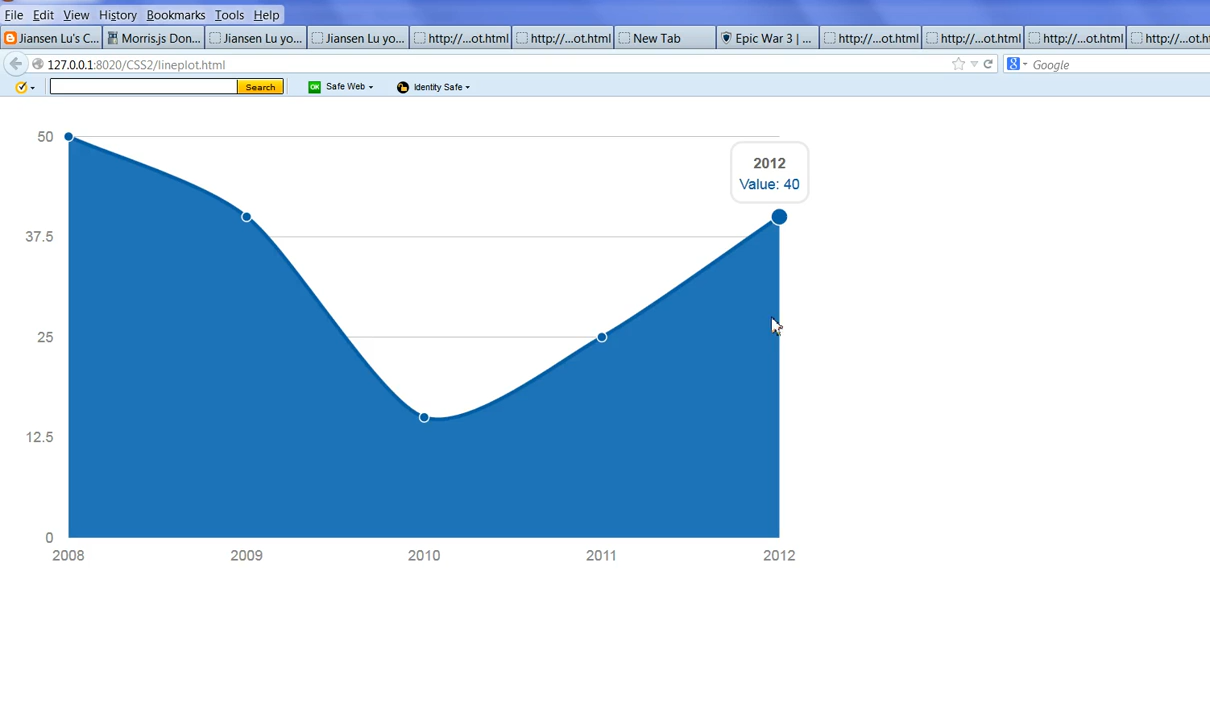 File Edit View History Bookmarks Tools Help
Jiansen Lu's C... Morris.js Don... Jiansen Lu yo... Jiansen Lu yo... http://...ot.html http://...ot.html New Tab Epic War 3 | ... http://...ot.html http://...ot.html http://...ot.html http://...ot.ht
127.0.0.1:8020/CSS2/lineplot.html Google
Search OK Safe Web Identity Safe
50
2012
Value: 40
37.5
25
12.5
0
2008 2009 2010 2011 2012